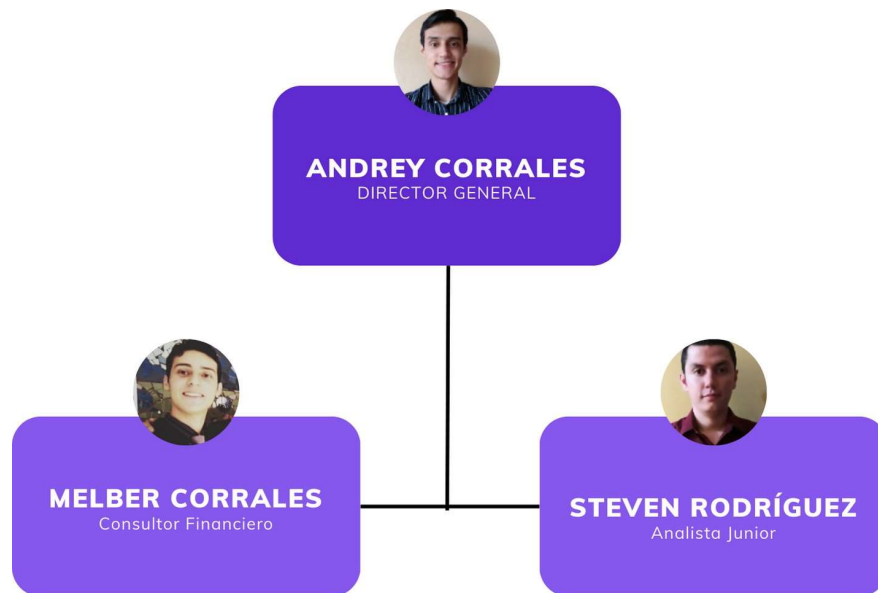 ANDREY CORRALES
DIRECTOR GENERAL
MELBER CORRALES
Consultor Financiero
STEVEN RODRÍGUEZ
Analista Junior